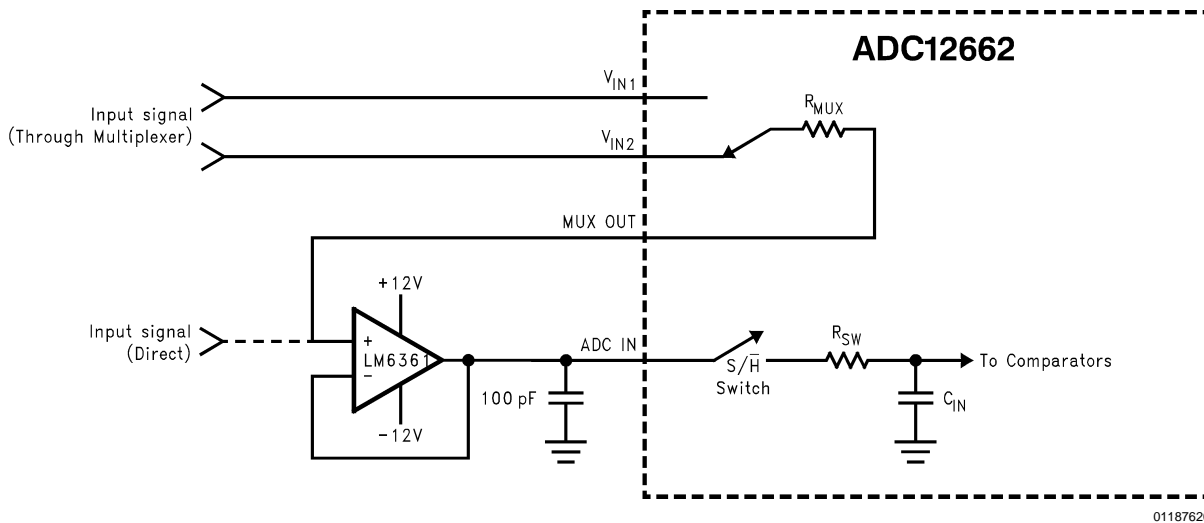 ADC12662
VIN1
RMUX
Input signal
(Through Multiplexer)
VIN2
MUX OUT
+12V
Input signal
(Direct)
+
LM6361
−
ADC IN
RSW
S/H̅
Switch
To Comparators
100 pF
CIN
−12V
0118762